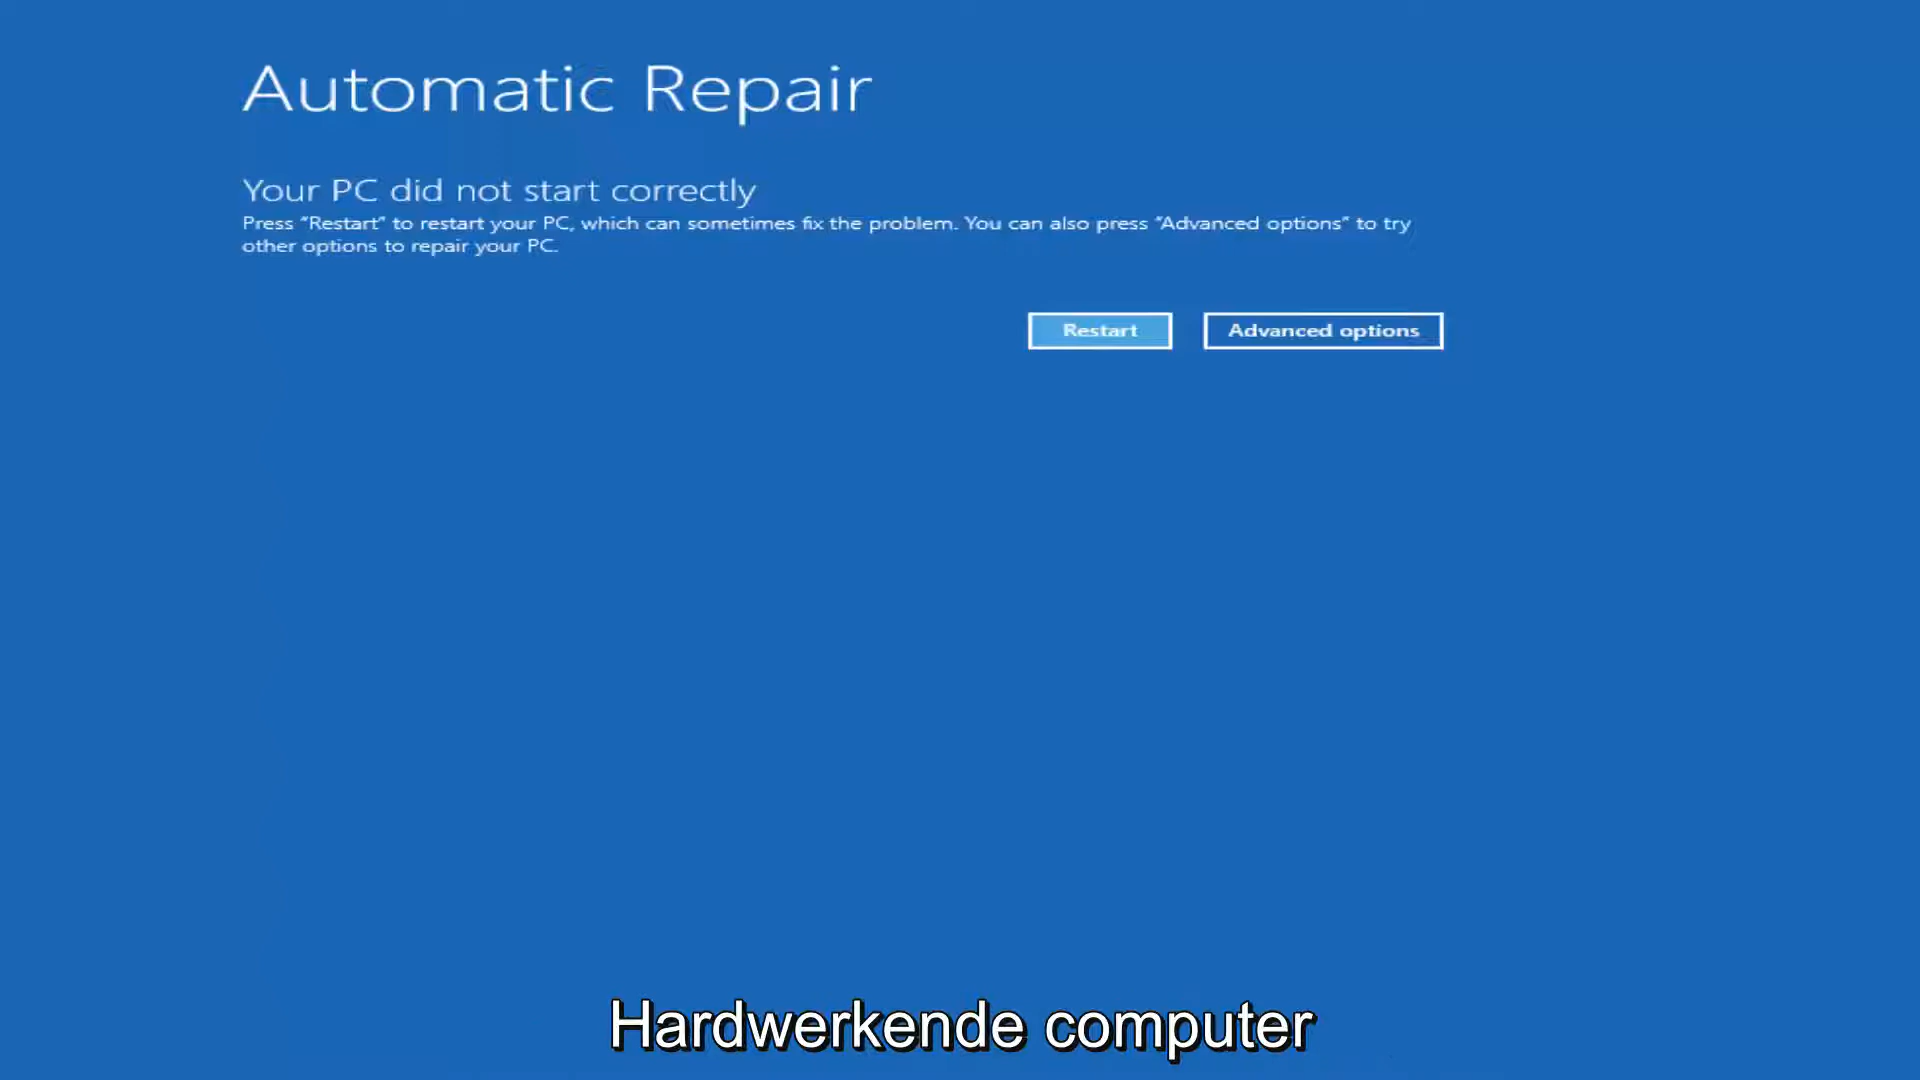 Automatic Repair
Your PC did not start correctly
Press “Restart” to restart your PC, which can sometimes fix the problem. You can also press “Advanced options” to try
other options to repair your PC.
Restart
Advanced options
Hardwerkende computer